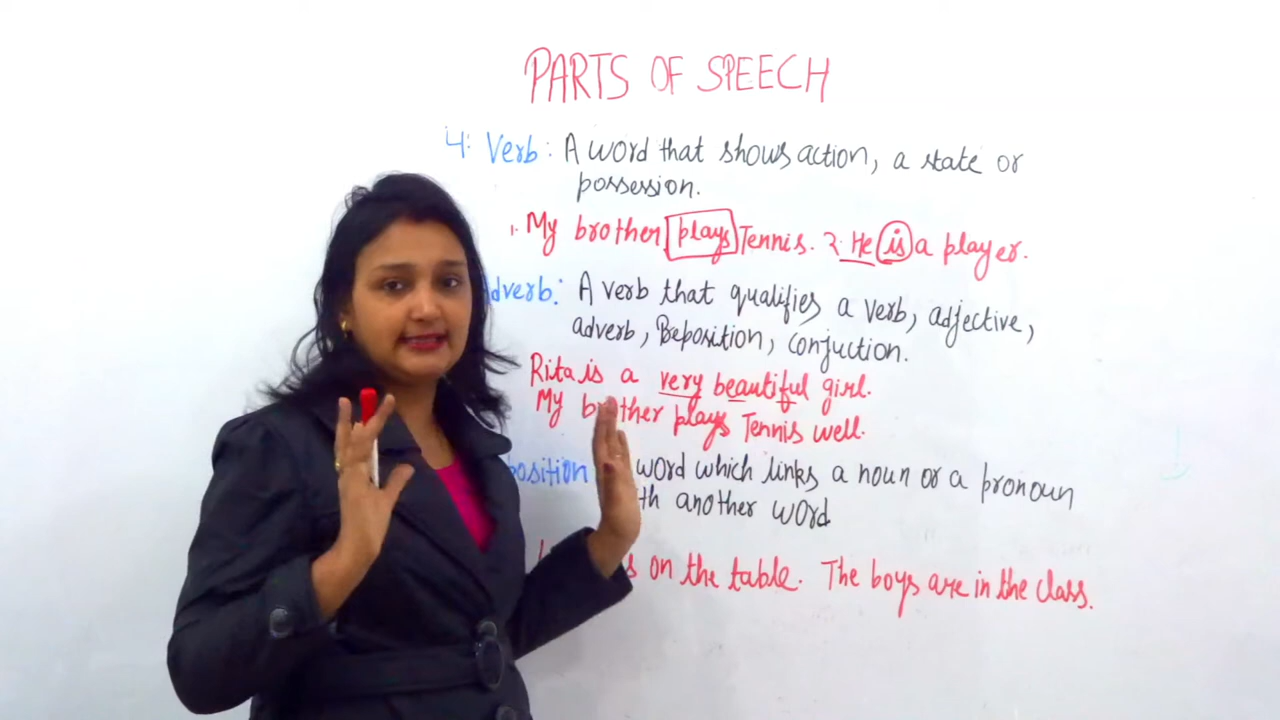 PARTS OF SPEECH
4: Verb: A word that shows action, a state or
possession.
1. My brother plays Tennis. 2. He is a player.
Adverb: A verb that qualifies a verb, adjective,
adverb, Preposition, Conjuction.
Rita is a very beautiful girl.
My brother plays Tennis well.
position word which links a noun or a pronoun
th another word
s on the table. The boys are in the class.